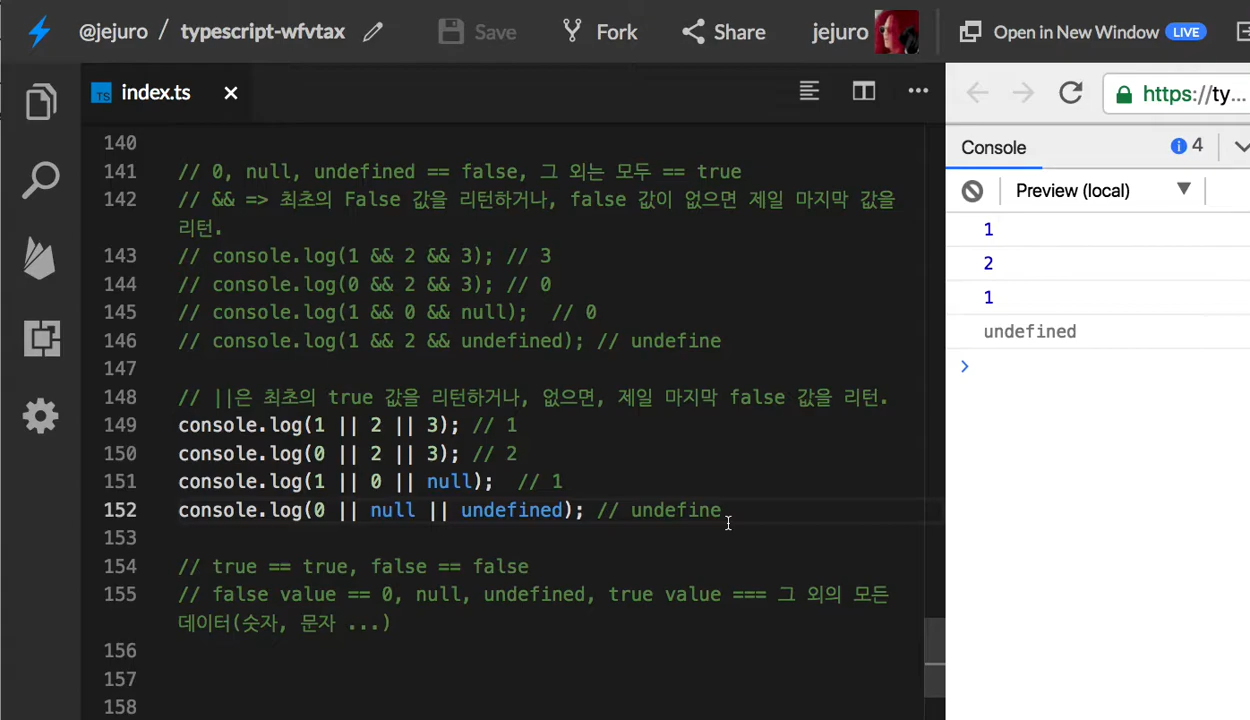 @jejuro / typescript-wfvtax Save Fork Share jejuro Open in New Window LIVE
TS index.ts
https://ty...
Console 4
Preview (local)
1
2
1
undefined
140
141 // 0, null, undefined == false, 그 외는 모두 == true
142 // && => 최초의 False 값을 리턴하거나, false 값이 없으면 제일 마지막 값을
리턴.
143 // console.log(1 && 2 && 3); // 3
144 // console.log(0 && 2 && 3); // 0
145 // console.log(1 && 0 && null);  // 0
146 // console.log(1 && 2 && undefined); // undefine
147
148 // ||은 최초의 true 값을 리턴하거나, 없으면, 제일 마지막 false 값을 리턴.
149 console.log(1 || 2 || 3); // 1
150 console.log(0 || 2 || 3); // 2
151 console.log(1 || 0 || null);  // 1
152 console.log(0 || null || undefined); // undefine
153
154 // true == true, false == false
155 // false value == 0, null, undefined, true value === 그 외의 모든
데이터(숫자, 문자 ...)
156
157
158